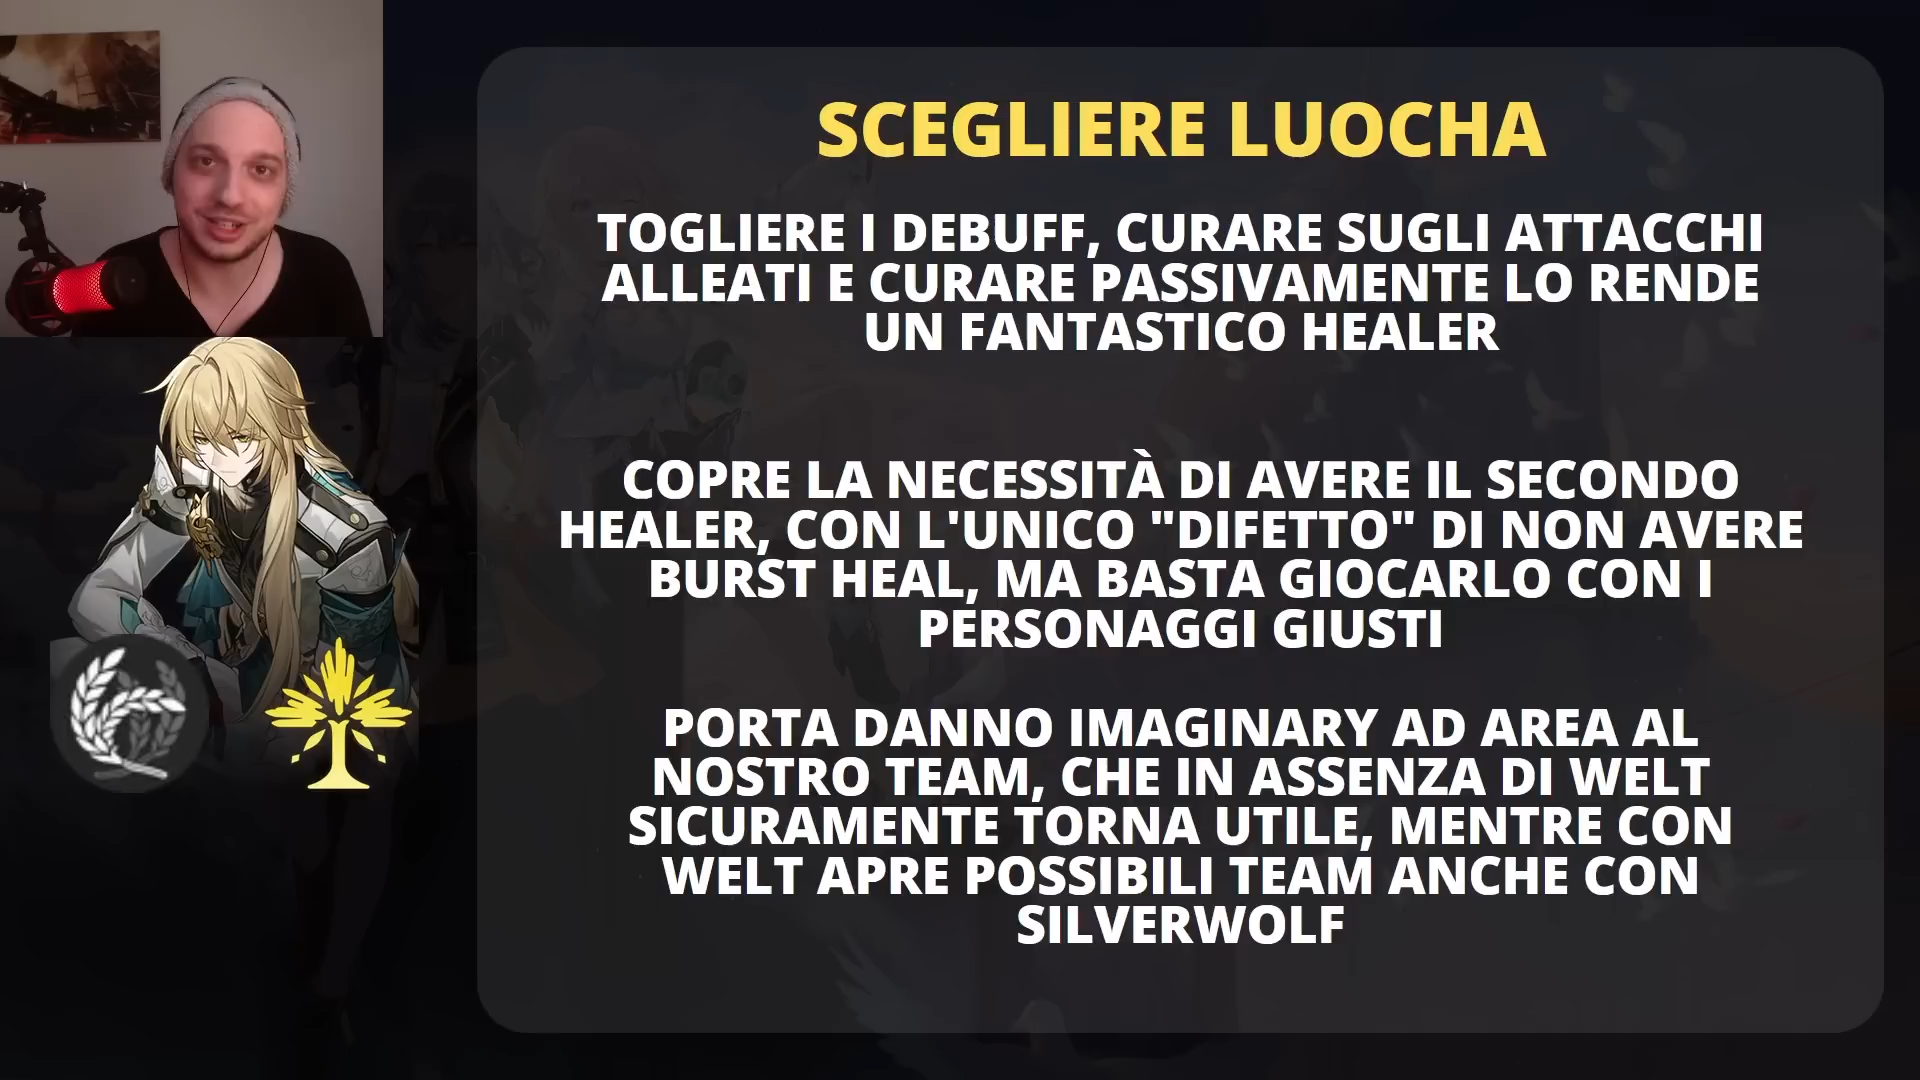 SCEGLIERE LUOCHA
TOGLIERE I DEBUFF, CURARE SUGLI ATTACCHI
ALLEATI E CURARE PASSIVAMENTE LO RENDE
UN FANTASTICO HEALER
COPRE LA NECESSITÀ DI AVERE IL SECONDO
HEALER, CON L'UNICO "DIFETTO" DI NON AVERE
BURST HEAL, MA BASTA GIOCARLO CON I
PERSONAGGI GIUSTI
PORTA DANNO IMAGINARY AD AREA AL
NOSTRO TEAM, CHE IN ASSENZA DI WELT
SICURAMENTE TORNA UTILE, MENTRE CON
WELT APRE POSSIBILI TEAM ANCHE CON
SILVERWOLF